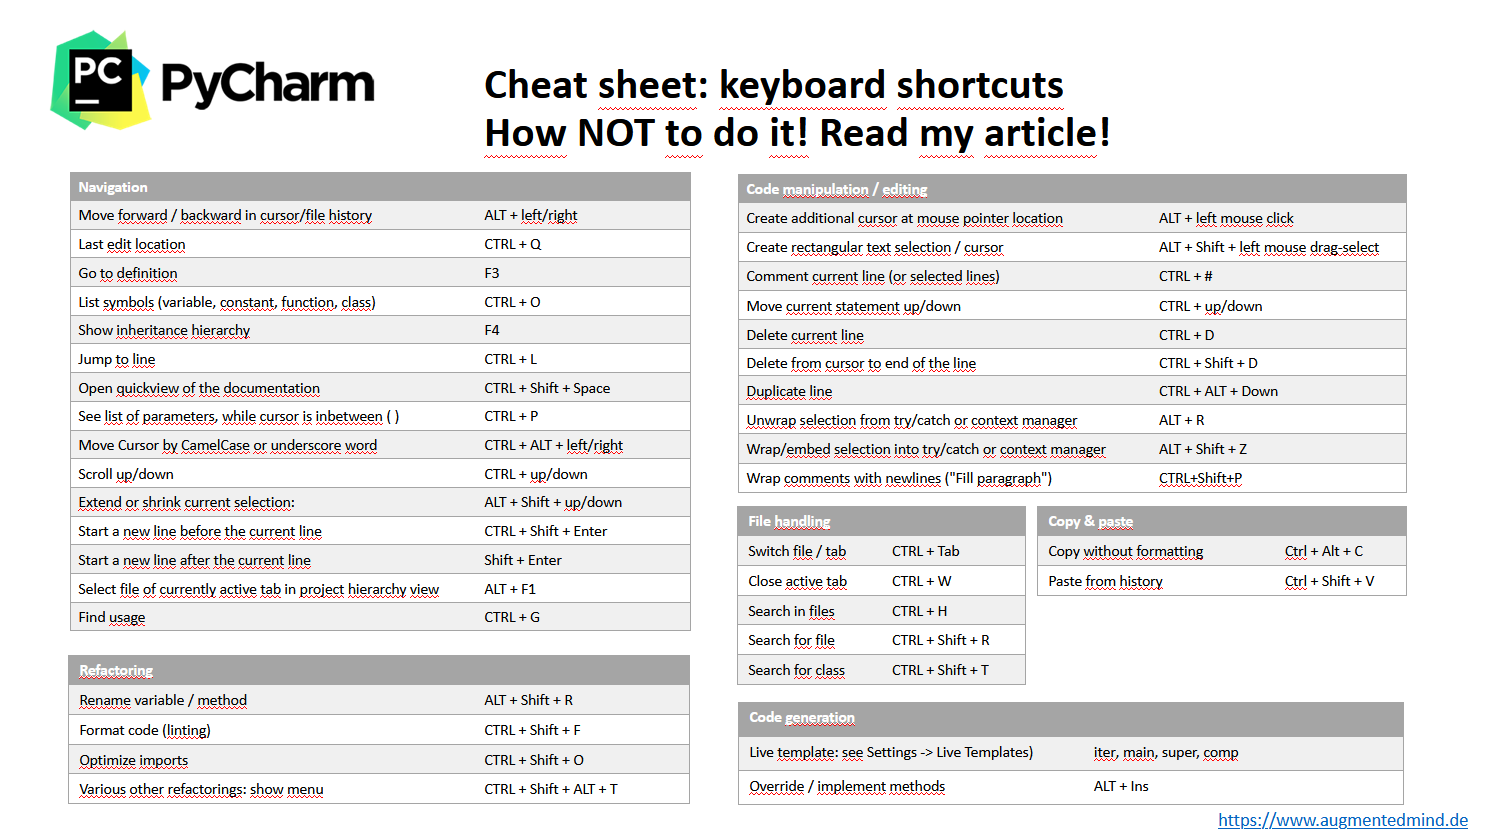 PC PyCharm
Cheat sheet: keyboard shortcuts
How NOT to do it! Read my article!
Navigation
Move forward / backward in cursor/file history ALT + left/right
Last edit location CTRL + Q
Go to definition F3
List symbols (variable, constant, function, class) CTRL + O
Show inheritance hierarchy F4
Jump to line CTRL + L
Open quickview of the documentation CTRL + Shift + Space
See list of parameters, while cursor is inbetween ( ) CTRL + P
Move Cursor by CamelCase or underscore word CTRL + ALT + left/right
Scroll up/down CTRL + up/down
Extend or shrink current selection: ALT + Shift + up/down
Start a new line before the current line CTRL + Shift + Enter
Start a new line after the current line Shift + Enter
Select file of currently active tab in project hierarchy view ALT + F1
Find usage CTRL + G
Refactoring
Rename variable / method ALT + Shift + R
Format code (linting) CTRL + Shift + F
Optimize imports CTRL + Shift + O
Various other refactorings: show menu CTRL + Shift + ALT + T
Code manipulation / editing
Create additional cursor at mouse pointer location ALT + left mouse click
Create rectangular text selection / cursor ALT + Shift + left mouse drag-select
Comment current line (or selected lines) CTRL + #
Move current statement up/down CTRL + up/down
Delete current line CTRL + D
Delete from cursor to end of the line CTRL + Shift + D
Duplicate line CTRL + ALT + Down
Unwrap selection from try/catch or context manager ALT + R
Wrap/embed selection into try/catch or context manager ALT + Shift + Z
Wrap comments with newlines ("Fill paragraph") CTRL+Shift+P
File handling
Switch file / tab CTRL + Tab
Close active tab CTRL + W
Search in files CTRL + H
Search for file CTRL + Shift + R
Search for class CTRL + Shift + T
Copy & paste
Copy without formatting Ctrl + Alt + C
Paste from history Ctrl + Shift + V
Code generation
Live template: see Settings -> Live Templates) iter, main, super, comp
Override / implement methods ALT + Ins
https://www.augmentedmind.de